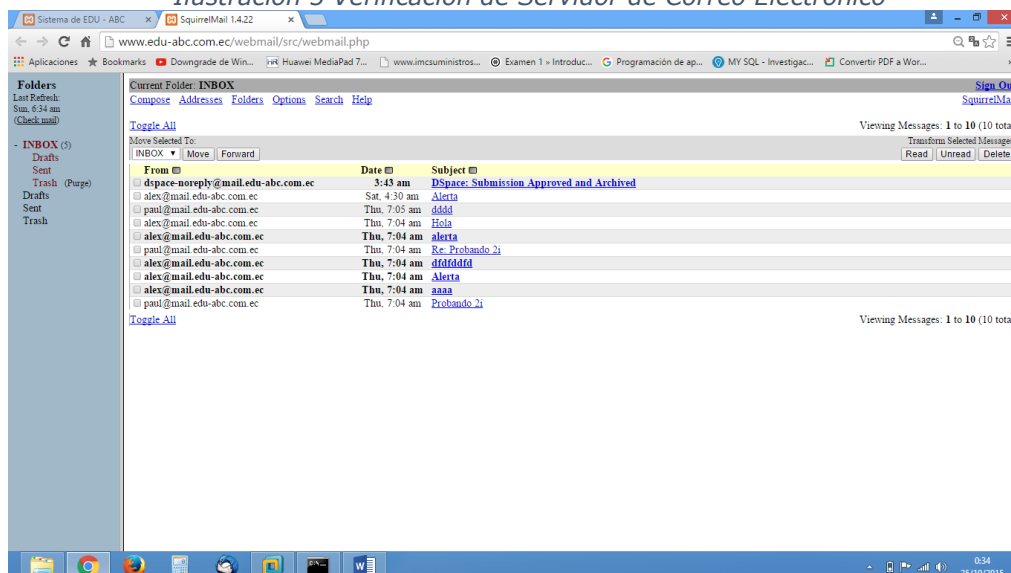 Ilustración 5 Verificación de Servidor de Correo Electrónico
Sistema de EDU - ABC
SquirrelMail 1.4.22
www.edu-abc.com.ec/webmail/src/webmail.php
Aplicaciones Bookmarks Downgrade de Win... Huawei MediaPad 7... www.imcsuministros... Examen 1 » Introduc... Programación de ap... MY SQL - Investigac... Convertir PDF a Wor...
Folders
Last Refresh:
Sun, 6:34 am
(Check mail)
- INBOX (5)
Drafts
Sent
Trash (Purge)
Drafts
Sent
Trash
Current Folder: INBOX Sign Ou
Compose Addresses Folders Options Search Help SquirrelMa
Toggle All Viewing Messages: 1 to 10 (10 tota
Move Selected To: Transform Selected Message
INBOX Move Forward Read Unread Delete
From Date Subject
dspace-noreply@mail.edu-abc.com.ec 3:43 am DSpace: Submission Approved and Archived
alex@mail.edu-abc.com.ec Sat, 4:30 am Alerta
paul@mail.edu-abc.com.ec Thu, 7:05 am dddd
alex@mail.edu-abc.com.ec Thu, 7:04 am Hola
alex@mail.edu-abc.com.ec Thu, 7:04 am alerta
paul@mail.edu-abc.com.ec Thu, 7:04 am Re: Probando 2i
alex@mail.edu-abc.com.ec Thu, 7:04 am dfdfddfd
alex@mail.edu-abc.com.ec Thu, 7:04 am Alerta
alex@mail.edu-abc.com.ec Thu, 7:04 am aaaa
paul@mail.edu-abc.com.ec Thu, 7:04 am Probando 2i
Toggle All Viewing Messages: 1 to 10 (10 tota
0:34
25/10/2015